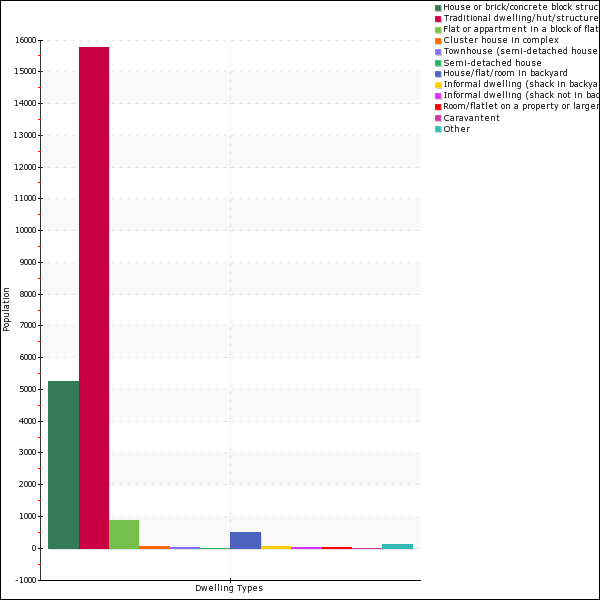 House or brick/concrete block struc
Traditional dwelling/hut/structure
Flat or appartment in a block of flat
Cluster house in complex
Townhouse (semi-detached house
Semi-detached house
House/flat/room in backyard
Informal dwelling (shack in backya
Informal dwelling (shack not in bac
Room/flatlet on a property or larger
Caravantent
Other
16000
15000
14000
13000
12000
11000
10000
9000
8000
7000
6000
5000
4000
3000
2000
1000
0
-1000
Population
Dwelling Types